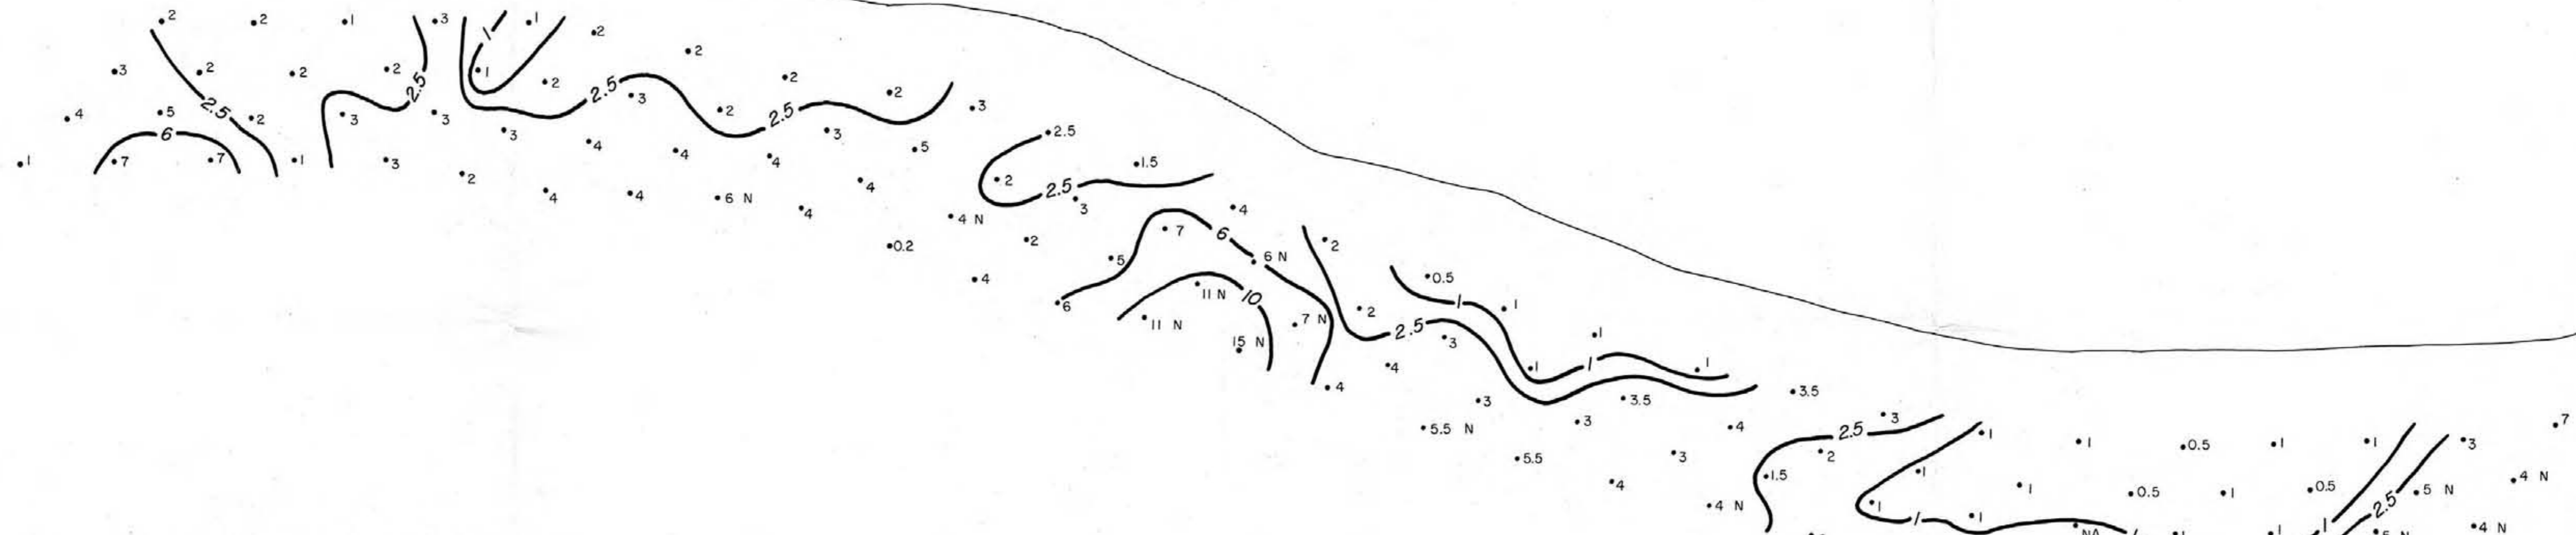 2 2 1 3 1 1 2
2
3 2 2 2 1 2 2.5 2.5 3 2 2 2 3
4 5 2.5 2 3 3 3 2 2.5 3 5 2.5
6 4 4 4
1 7 7 1 3 2 4 4 6 N 4 4 2 2.5 1.5
3 4 N 4
0.2 2 7 6 2
5 6 N
4 11 N 10 0.5
6 11 N 7 N 2 1 1
15 N 2.5 3 1
4 4 1 1 1
3 3.5 3.5
5.5 N 3 4 2.5 3 1 1 0.5 1 1 3 7
5.5 3 2
4 1.5 1 1 0.5 1 0.5 5 N 4 N
4 N 1 1 1 2.5
NA 1 1 1 4 N